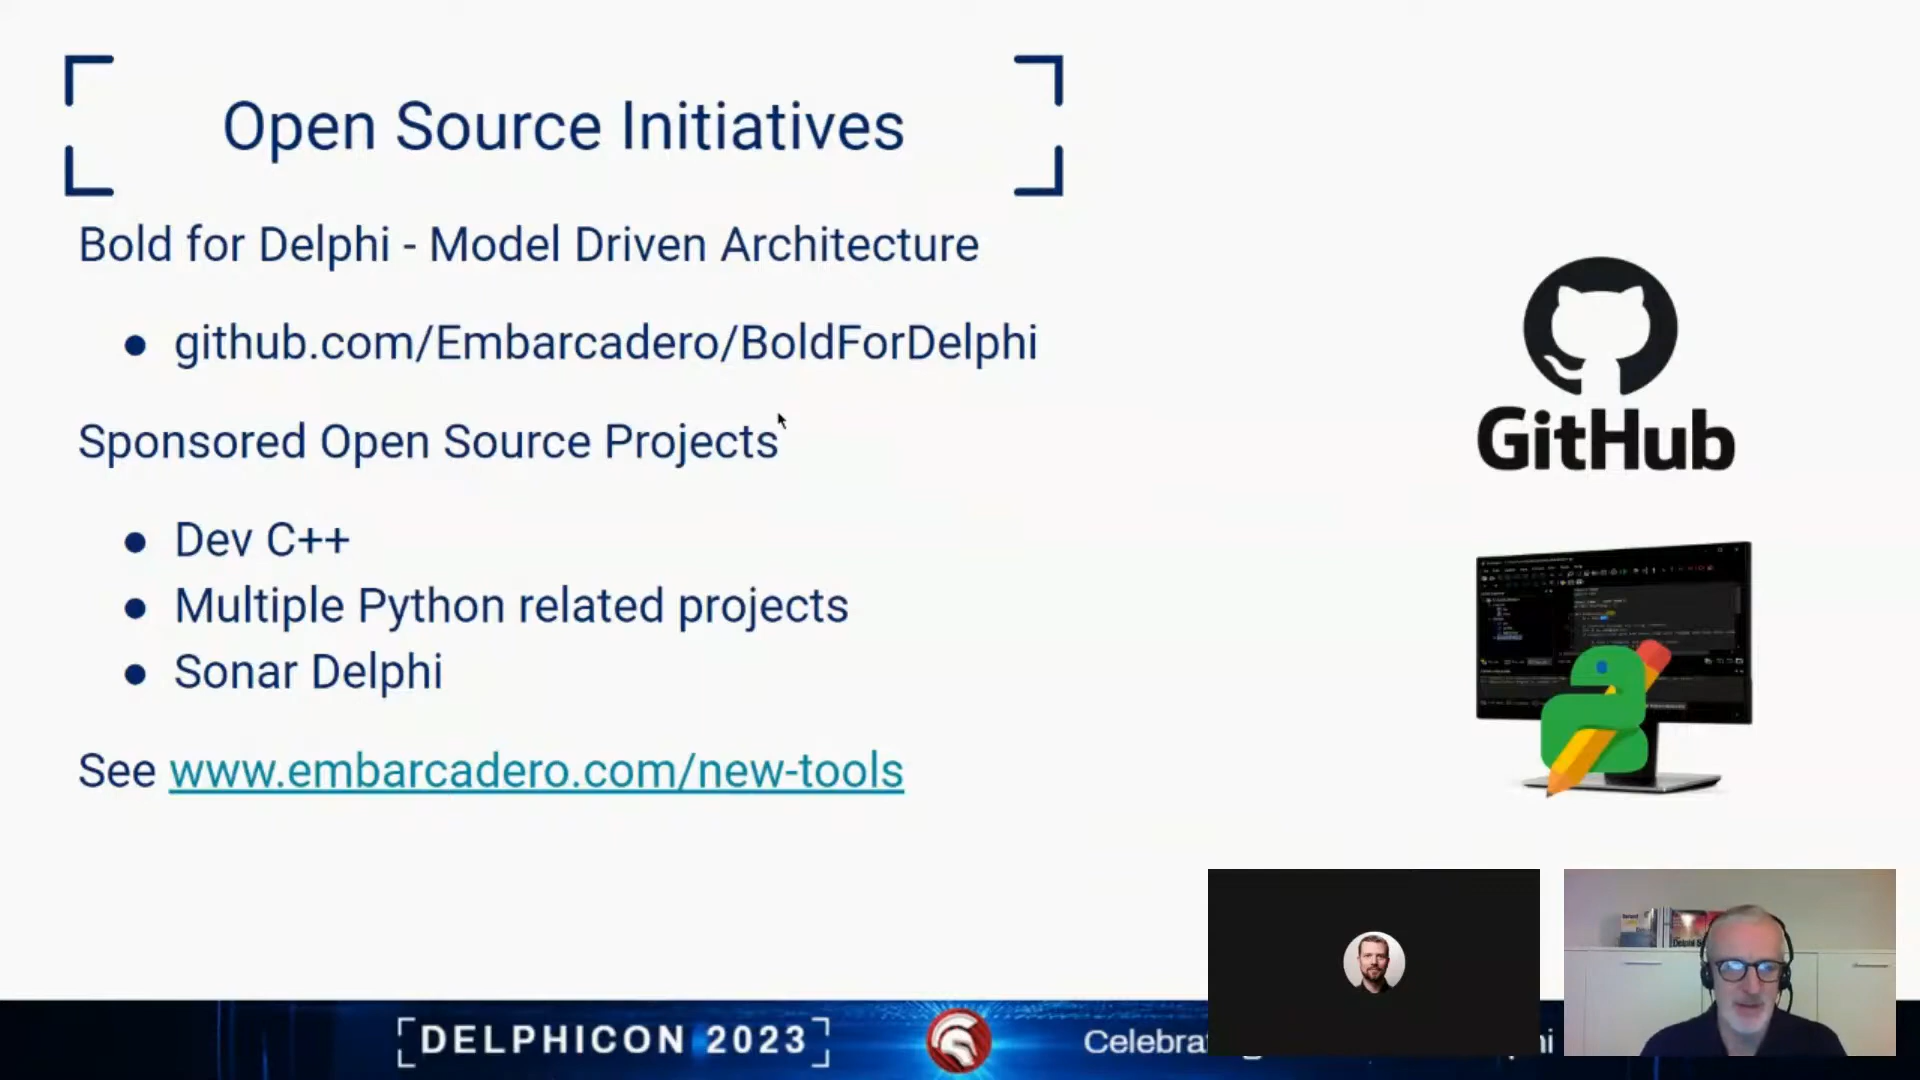 Open Source Initiatives
Bold for Delphi - Model Driven Architecture
● github.com/Embarcadero/BoldForDelphi
Sponsored Open Source Projects
● Dev C++
● Multiple Python related projects
● Sonar Delphi
See www.embarcadero.com/new-tools
GitHub
DELPHICON 2023